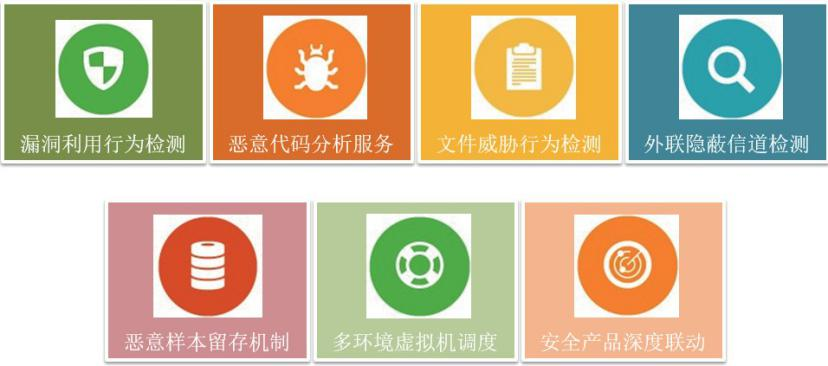 漏洞利用行为检测
恶意代码分析服务
文件威胁行为检测
外联隐蔽信道检测
恶意样本留存机制
多环境虚拟机调度
安全产品深度联动